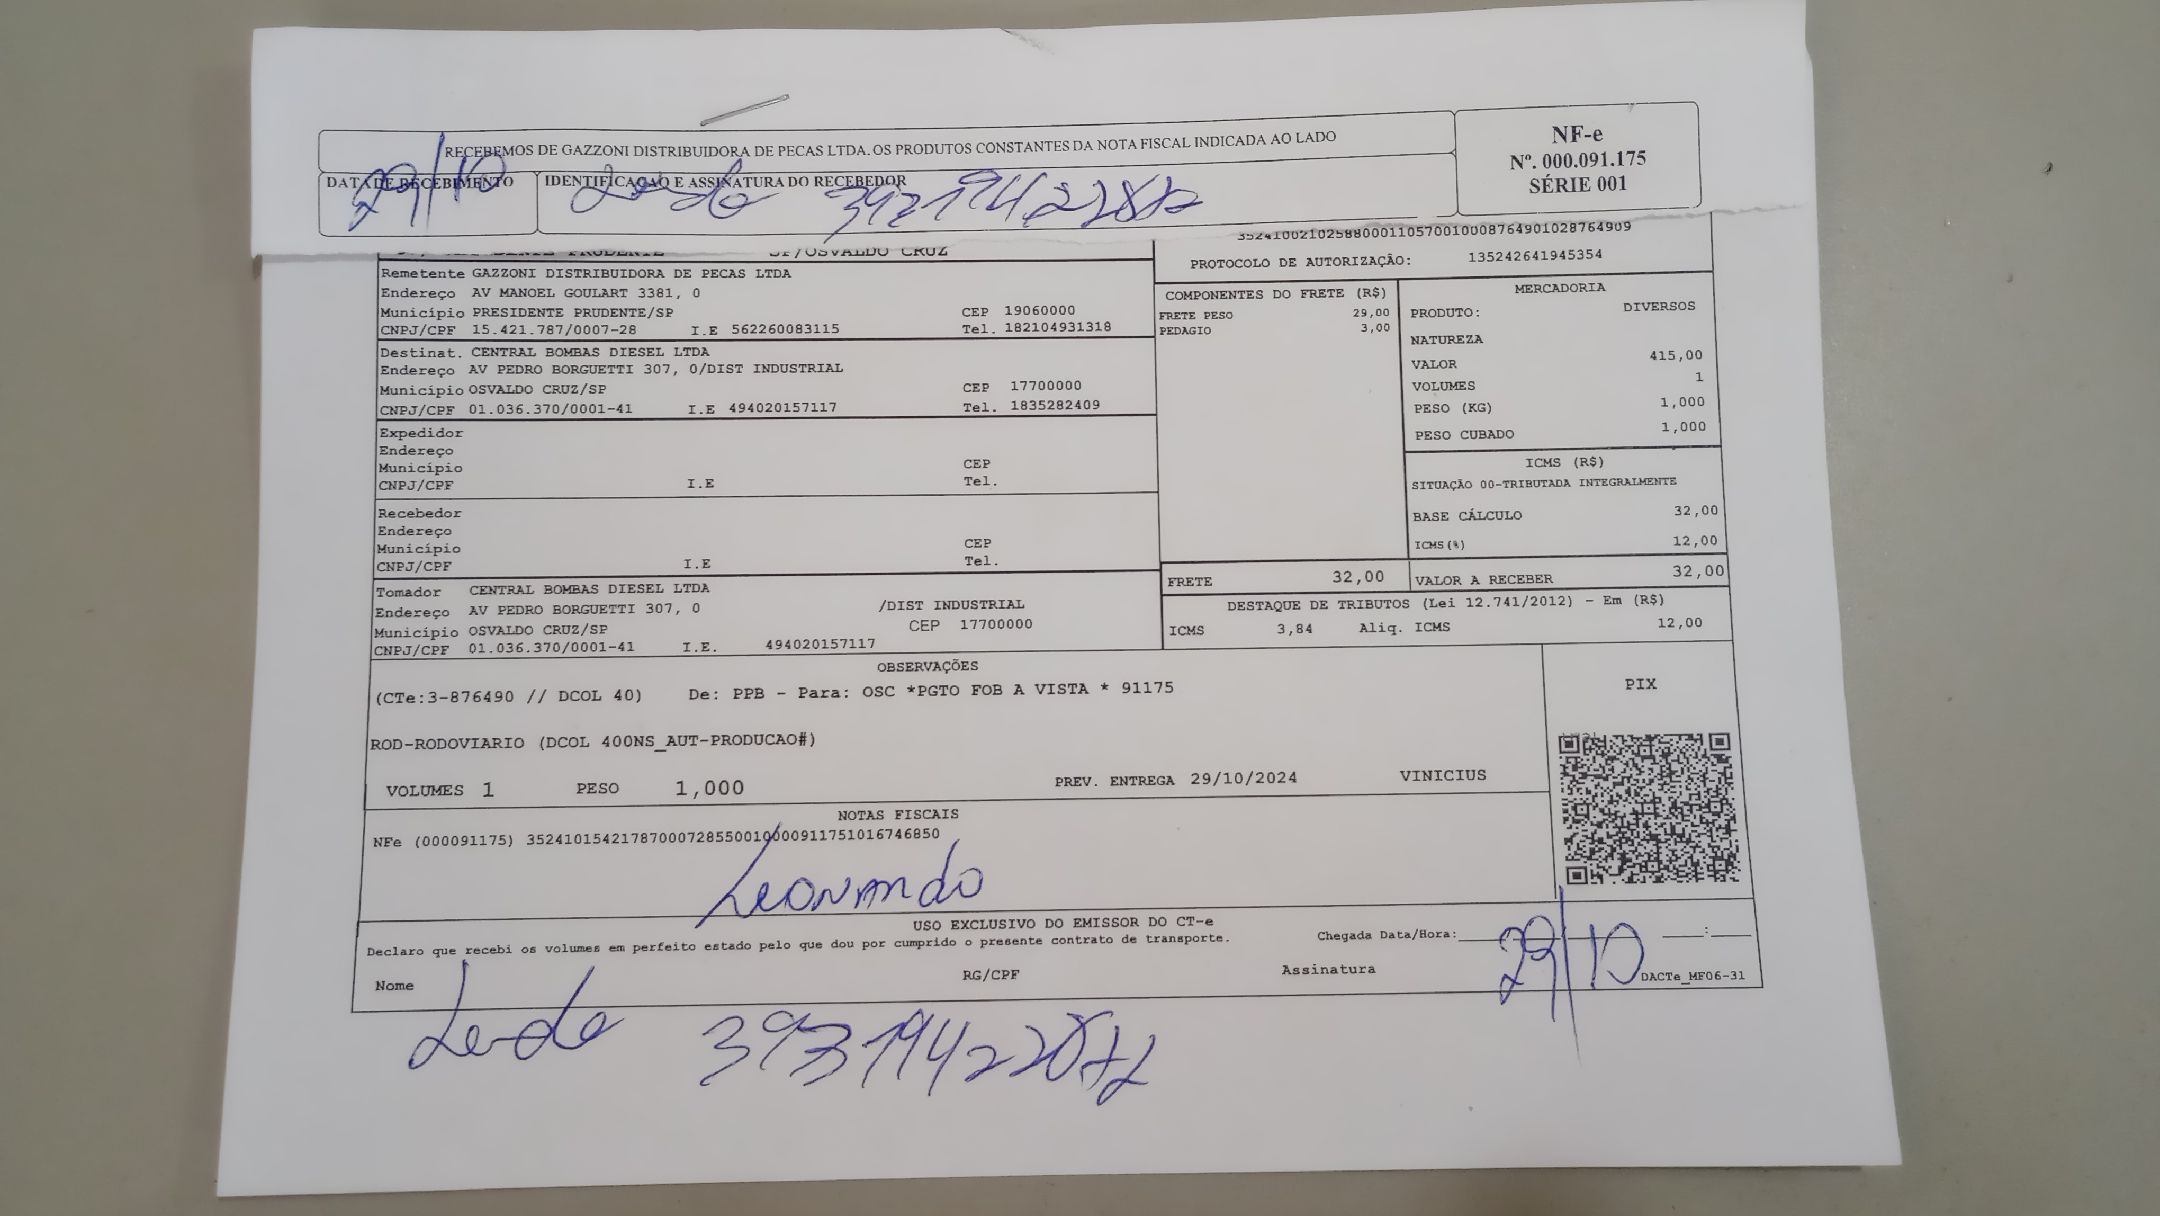 RECEBEMOS DE GAZZONI DISTRIBUIDORA DE PECAS LTDA. OS PRODUTOS CONSTANTES DA NOTA FISCAL INDICADA AO LADO
NF-e
Nº. 000.091.175
SÉRIE 001
DATA DE RECEBIMENTO
29/10
IDENTIFICAÇAO E ASSINATURA DO RECEBEDOR
SP/OSVALDO CRUZ
35241002102588000110570010008764901028764909
PROTOCOLO DE AUTORIZAÇÃO: 135242641945354
Remetente GAZZONI DISTRIBUIDORA DE PECAS LTDA
Endereço AV MANOEL GOULART 3381, 0
Município PRESIDENTE PRUDENTE/SP CEP 19060000
CNPJ/CPF 15.421.787/0007-28 I.E 562260083115 Tel. 182104931318
Destinat. CENTRAL BOMBAS DIESEL LTDA
Endereço AV PEDRO BORGUETTI 307, 0/DIST INDUSTRIAL
Município OSVALDO CRUZ/SP CEP 17700000
CNPJ/CPF 01.036.370/0001-41 I.E 494020157117 Tel. 1835282409
Expedidor
Endereço
Município CEP
CNPJ/CPF I.E Tel.
Recebedor
Endereço
Município CEP
CNPJ/CPF I.E Tel.
Tomador CENTRAL BOMBAS DIESEL LTDA
Endereço AV PEDRO BORGUETTI 307, 0 /DIST INDUSTRIAL
Município OSVALDO CRUZ/SP CEP 17700000
CNPJ/CPF 01.036.370/0001-41 I.E. 494020157117
COMPONENTES DO FRETE (R$)
FRETE PESO 29,00
PEDAGIO 3,00
MERCADORIA
PRODUTO: DIVERSOS
NATUREZA
VALOR 415,00
VOLUMES 1
PESO (KG) 1,000
PESO CUBADO 1,000
ICMS (R$)
SITUAÇÃO 00-TRIBUTADA INTEGRALMENTE
BASE CÁLCULO 32,00
ICMS(%) 12,00
FRETE 32,00
VALOR A RECEBER 32,00
DESTAQUE DE TRIBUTOS (Lei 12.741/2012) - Em (R$)
ICMS 3,84 Aliq. ICMS 12,00
OBSERVAÇÕES
(CTe:3-876490 // DCOL 40) De: PPB - Para: OSC *PGTO FOB A VISTA * 91175
ROD-RODOVIARIO (DCOL 400NS_AUT-PRODUCAO#)
VOLUMES 1 PESO 1,000 PREV. ENTREGA 29/10/2024 VINICIUS
PIX
NOTAS FISCAIS
NFe (000091175) 35241015421787000728550010000911751016746850
Leonardo
USO EXCLUSIVO DO EMISSOR DO CT-e
Declaro que recebi os volumes em perfeito estado pelo que dou por cumprido o presente contrato de transporte.
Chegada Data/Hora: 29/10 :
Nome RG/CPF Assinatura
DACTe_MF06-31